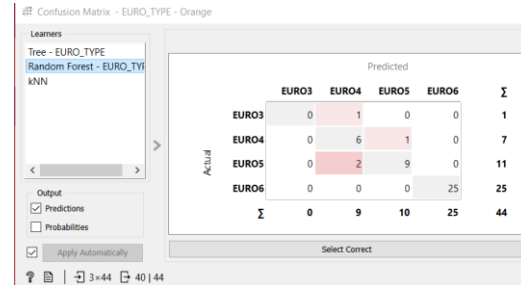 Confusion Matrix - EURO_TYPE - Orange
Learners
Tree - EURO_TYPE
Random Forest - EURO_TYF
kNN
Output
Predictions
Probabilities
Apply Automatically
3×44 40 | 44
Predicted
EURO3 EURO4 EURO5 EURO6 Σ
Actual
EURO3 0 1 0 0 1
EURO4 0 6 1 0 7
EURO5 0 2 9 0 11
EURO6 0 0 0 25 25
Σ 0 9 10 25 44
Select Correct